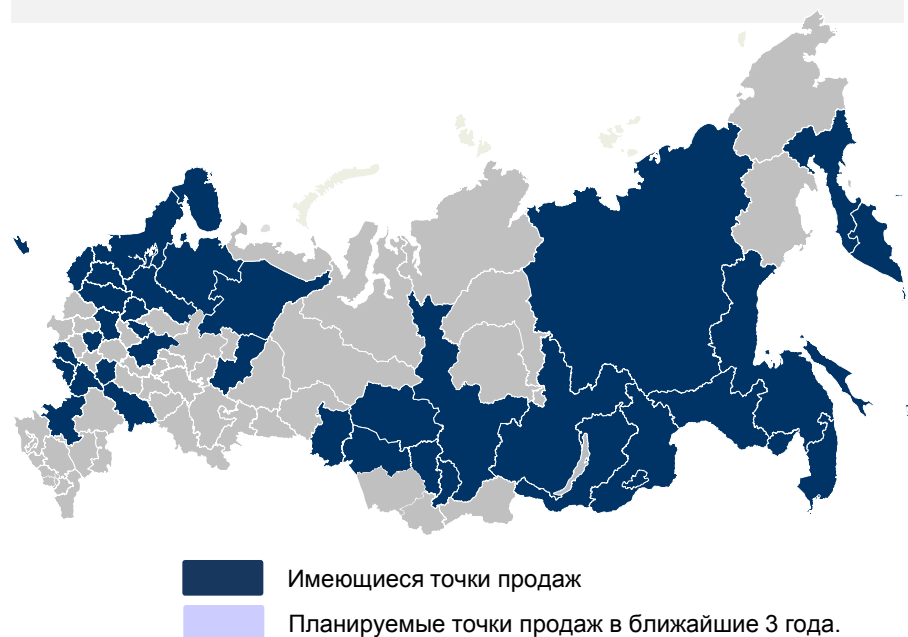 Имеющиеся точки продаж
Планируемые точки продаж в ближайшие 3 года.